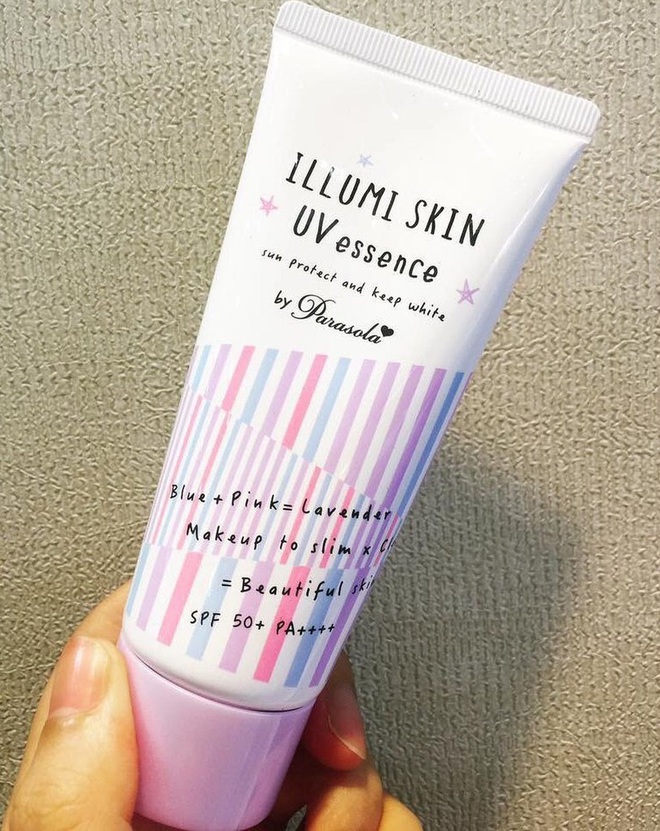 ILLUMI SKIN
UV essence
sun protect and keep white
by Parasola
Blue + Pink = Lavender
Makeup to slim x
= Beautiful
SPF 50+ PA++++